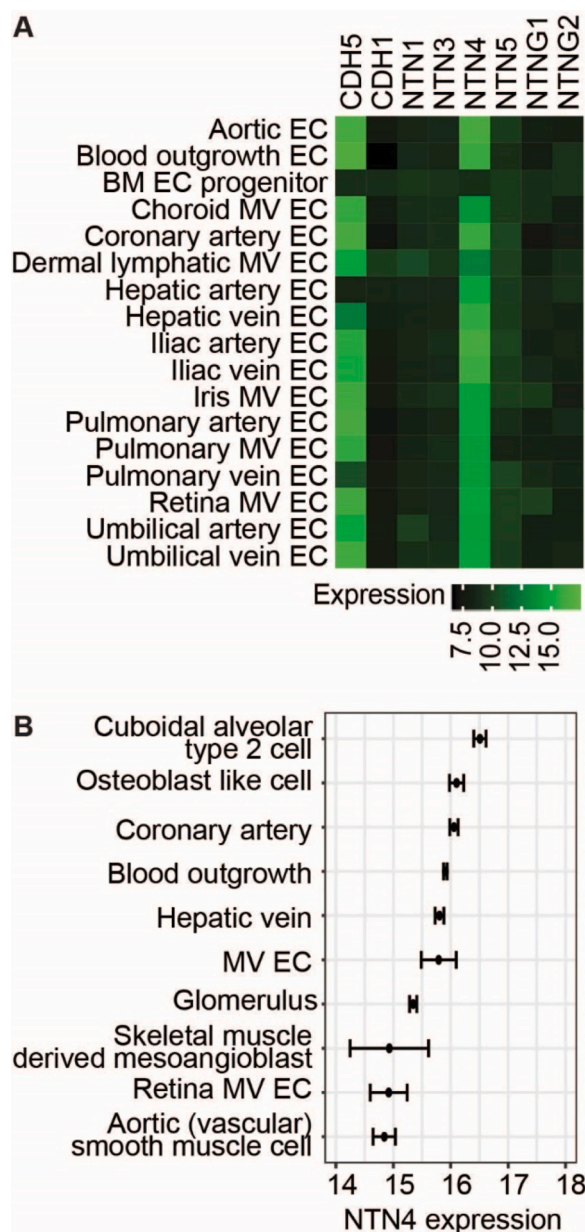 A
CDH5
CDH1
NTN1
NTN3
NTN4
NTN5
NTNG1
NTNG2
Aortic EC
Blood outgrowth EC
BM EC progenitor
Choroid MV EC
Coronary artery EC
Dermal lymphatic MV EC
Hepatic artery EC
Hepatic vein EC
Iliac artery EC
Iliac vein EC
Iris MV EC
Pulmonary artery EC
Pulmonary MV EC
Pulmonary vein EC
Retina MV EC
Umbilical artery EC
Umbilical vein EC
Expression
7.5
10.0
12.5
15.0
B
Cuboidal alveolar
type 2 cell
Osteoblast like cell
Coronary artery
Blood outgrowth
Hepatic vein
MV EC
Glomerulus
Skeletal muscle
derived mesoangioblast
Retina MV EC
Aortic (vascular)
smooth muscle cell
14 15 16 17 18
NTN4 expression